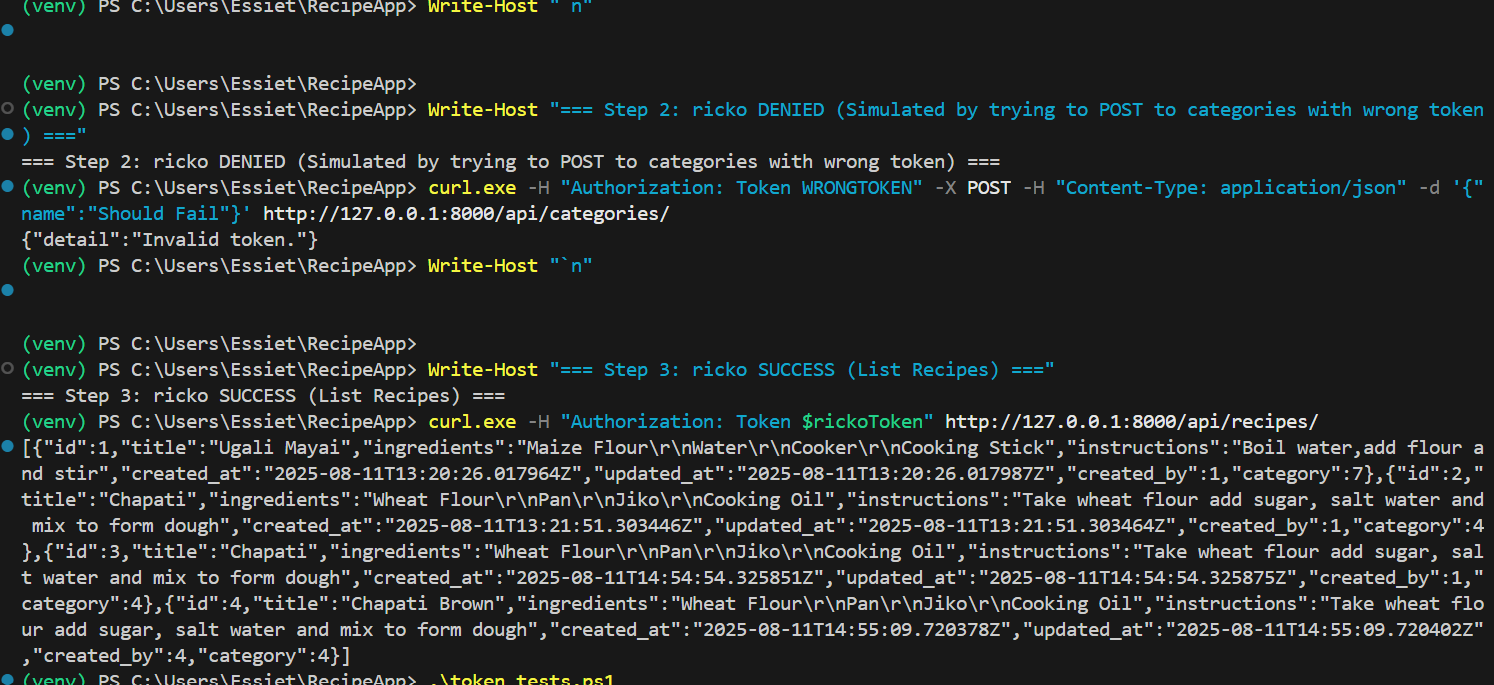 (venv) PS C:\Users\Essiet\RecipeApp> Write-Host "`n"
(venv) PS C:\Users\Essiet\RecipeApp>
(venv) PS C:\Users\Essiet\RecipeApp> Write-Host "=== Step 2: ricko DENIED (Simulated by trying to POST to categories with wrong token
) ==="
=== Step 2: ricko DENIED (Simulated by trying to POST to categories with wrong token) ===
(venv) PS C:\Users\Essiet\RecipeApp> curl.exe -H "Authorization: Token WRONGTOKEN" -X POST -H "Content-Type: application/json" -d '{"
name":"Should Fail"}' http://127.0.0.1:8000/api/categories/
{"detail":"Invalid token."}
(venv) PS C:\Users\Essiet\RecipeApp> Write-Host "`n"
(venv) PS C:\Users\Essiet\RecipeApp>
(venv) PS C:\Users\Essiet\RecipeApp> Write-Host "=== Step 3: ricko SUCCESS (List Recipes) ==="
=== Step 3: ricko SUCCESS (List Recipes) ===
(venv) PS C:\Users\Essiet\RecipeApp> curl.exe -H "Authorization: Token $rickoToken" http://127.0.0.1:8000/api/recipes/
[{"id":1,"title":"Ugali Mayai","ingredients":"Maize Flour\r\nWater\r\nCooker\r\nCooking Stick","instructions":"Boil water,add flour a
nd stir","created_at":"2025-08-11T13:20:26.017964Z","updated_at":"2025-08-11T13:20:26.017987Z","created_by":1,"category":7},{"id":2,"
title":"Chapati","ingredients":"Wheat Flour\r\nPan\r\nJiko\r\nCooking Oil","instructions":"Take wheat flour add sugar, salt water and
 mix to form dough","created_at":"2025-08-11T13:21:51.303446Z","updated_at":"2025-08-11T13:21:51.303464Z","created_by":1,"category":4
},{"id":3,"title":"Chapati","ingredients":"Wheat Flour\r\nPan\r\nJiko\r\nCooking Oil","instructions":"Take wheat flour add sugar, sal
t water and mix to form dough","created_at":"2025-08-11T14:54:54.325851Z","updated_at":"2025-08-11T14:54:54.325875Z","created_by":1,"
category":4},{"id":4,"title":"Chapati Brown","ingredients":"Wheat Flour\r\nPan\r\nJiko\r\nCooking Oil","instructions":"Take wheat flo
ur add sugar, salt water and mix to form dough","created_at":"2025-08-11T14:55:09.720378Z","updated_at":"2025-08-11T14:55:09.720402Z"
,"created_by":4,"category":4}]
(venv) PS C:\Users\Essiet\RecipeApp> .\token_tests.ps1